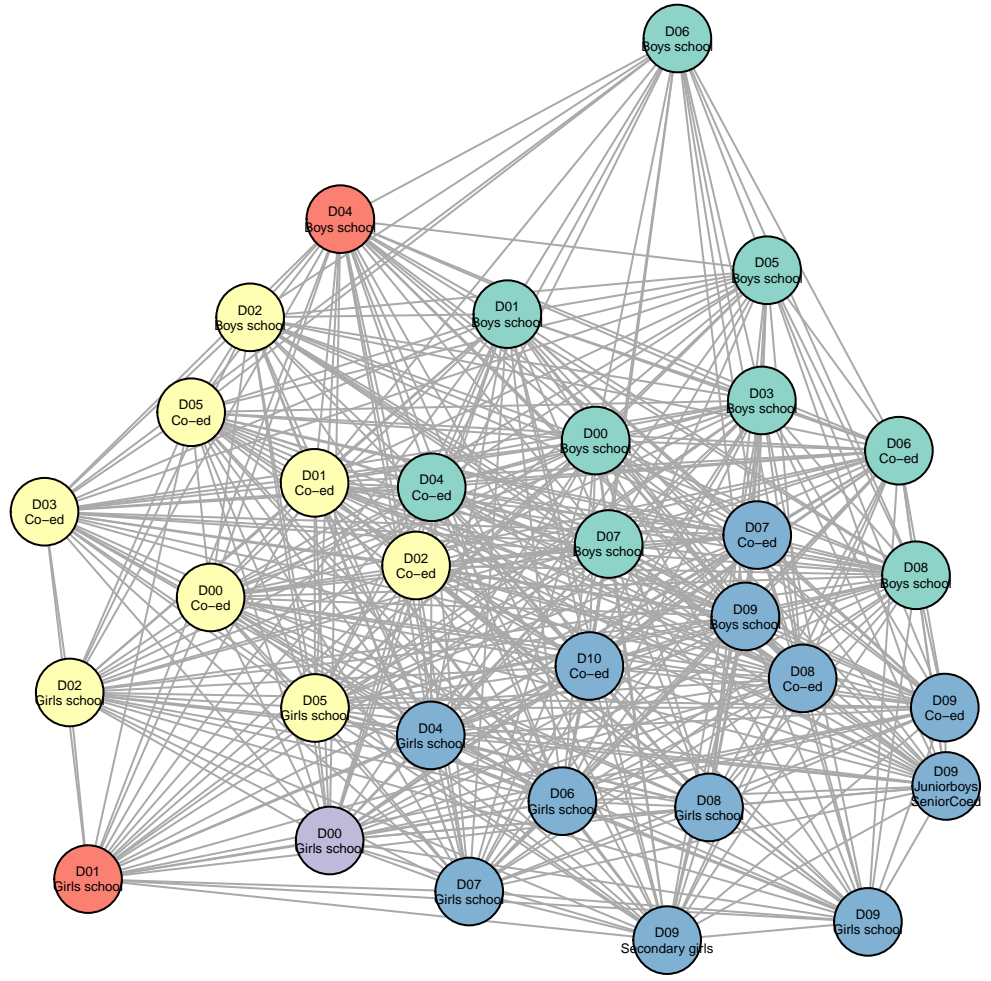 D06
Boys school
D04
Boys school
D05
Boys school
D02
Boys school
D01
Boys school
D05
Co−ed
D03
Boys school
D00
Boys school
D06
Co−ed
D01
Co−ed
D04
Co−ed
D03
Co−ed
D07
Co−ed
D07
Boys school
D02
Co−ed
D08
Boys school
D00
Co−ed
D09
Boys school
D10
Co−ed
D08
Co−ed
D02
Girls school
D05
Girls school
D09
Co−ed
D04
Girls school
D09
Juniorboys
SeniorCoed
D06
Girls school
D08
Girls school
D00
Girls school
D01
Girls school
D07
Girls school
D09
Girls school
D09
Secondary girls